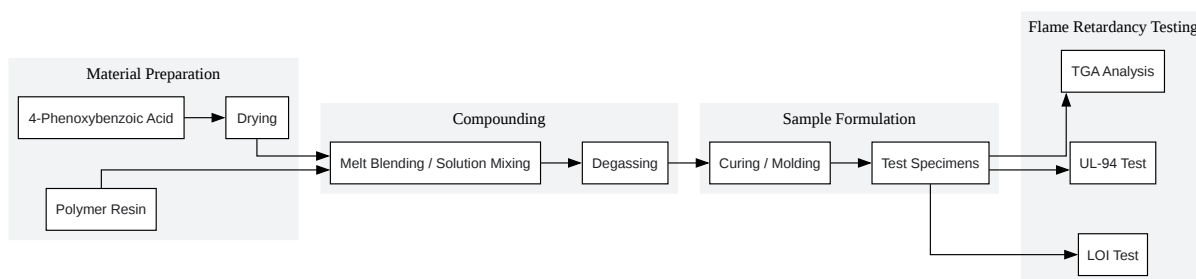 Material Preparation
4-Phenoxybenzoic Acid
Drying
Polymer Resin
Compounding
Melt Blending / Solution Mixing
Degassing
Sample Formulation
Curing / Molding
Test Specimens
Flame Retardancy Testing
TGA Analysis
UL-94 Test
LOI Test